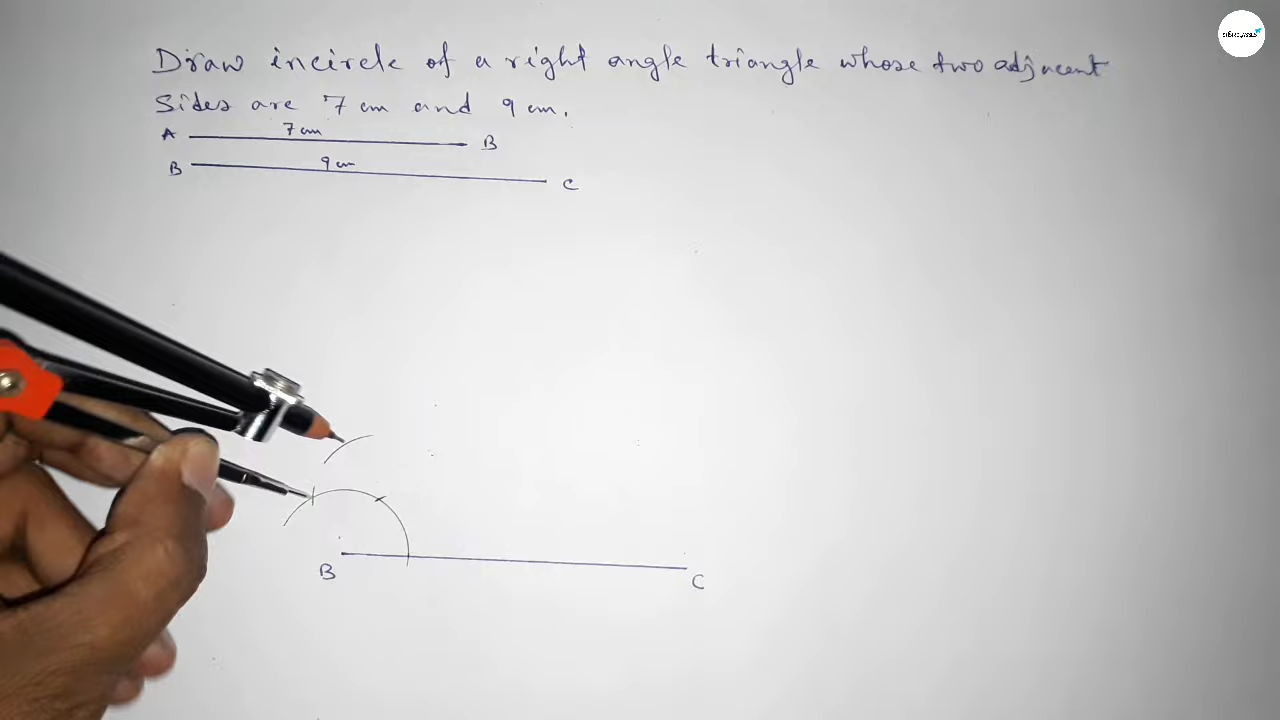 Draw incircle of a right angle triangle whose two adjacent
sides are 7 cm and 9 cm.
A 7 cm B
B 9 cm C
B C